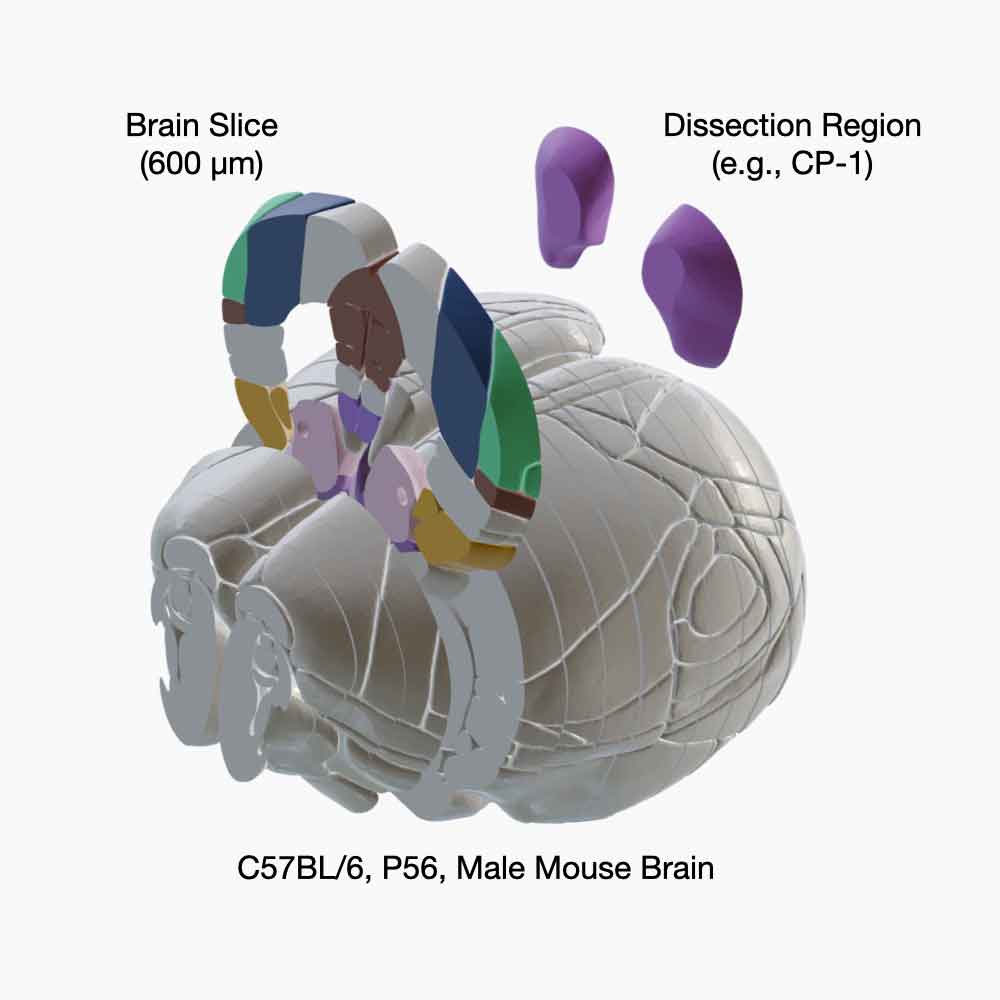 Brain Slice
(600 µm)
Dissection Region
(e.g., CP-1)
C57BL/6, P56, Male Mouse Brain